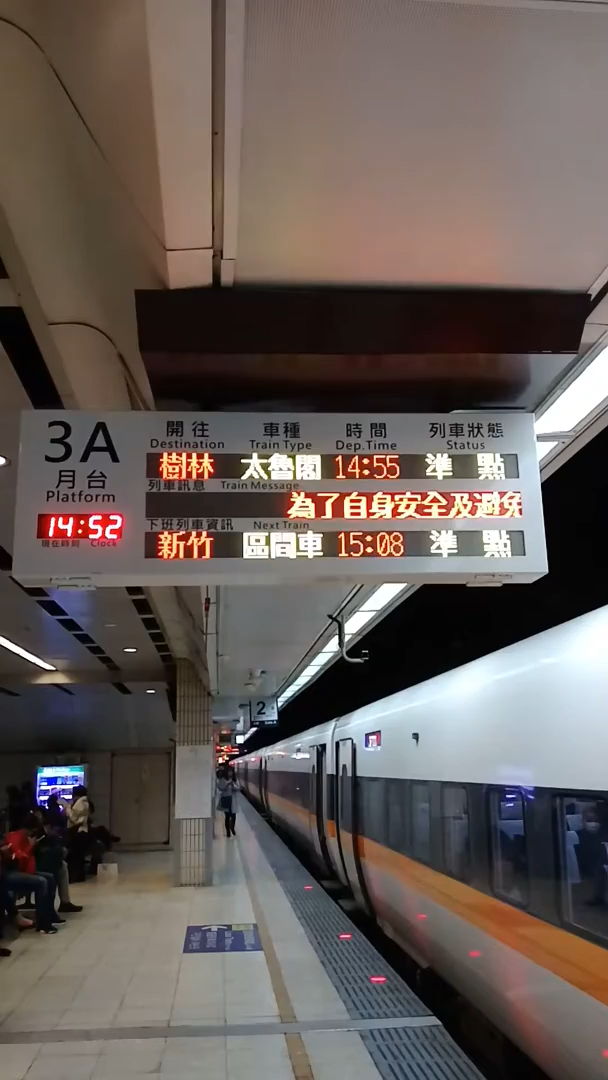 3A
月台
Platform
14:52
現在時間 Clock
開往 車種 時間 列車狀態
Destination Train Type Dep.Time Status
樹林 太魯閣 14:55 準點
列車訊息 Train Message
為了自身安全及避免
下班列車資訊 Next Train
新竹 區間車 15:08 準點
2